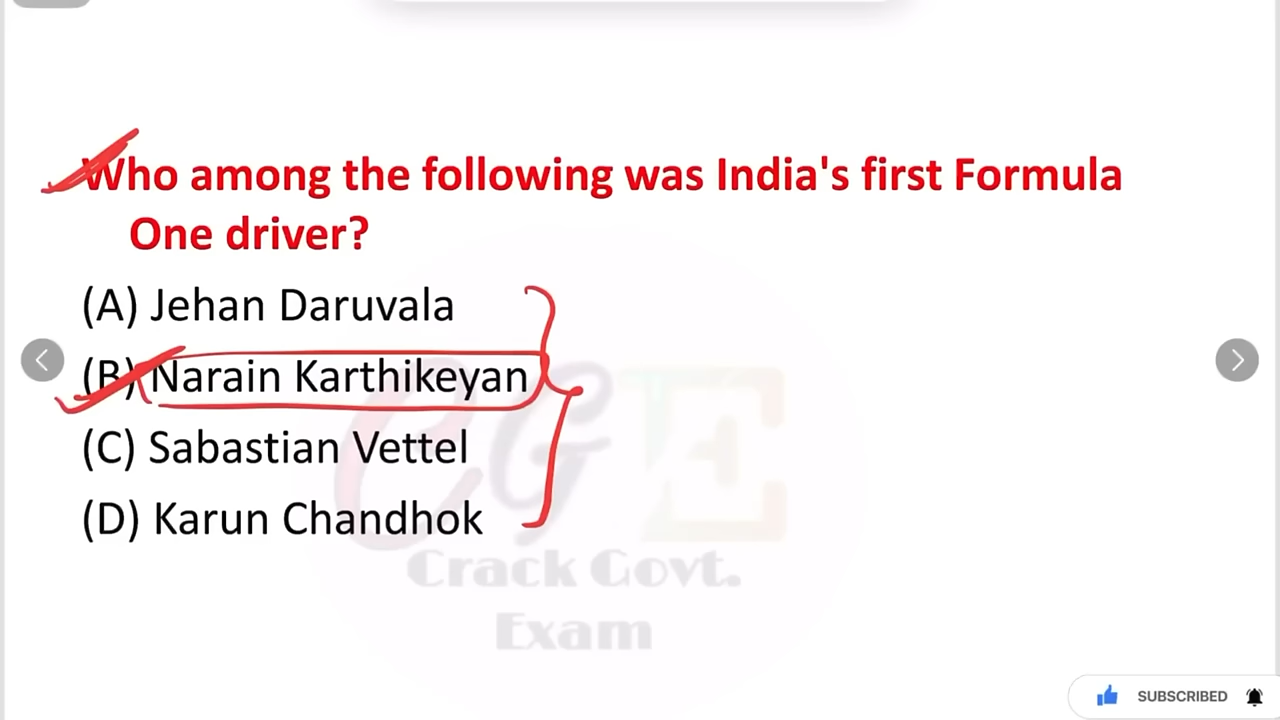 Who among the following was India's first Formula
One driver?
(A) Jehan Daruvala
(B) Narain Karthikeyan
(C) Sabastian Vettel
(D) Karun Chandhok
CGE
Crack Govt.
Exam
SUBSCRIBED